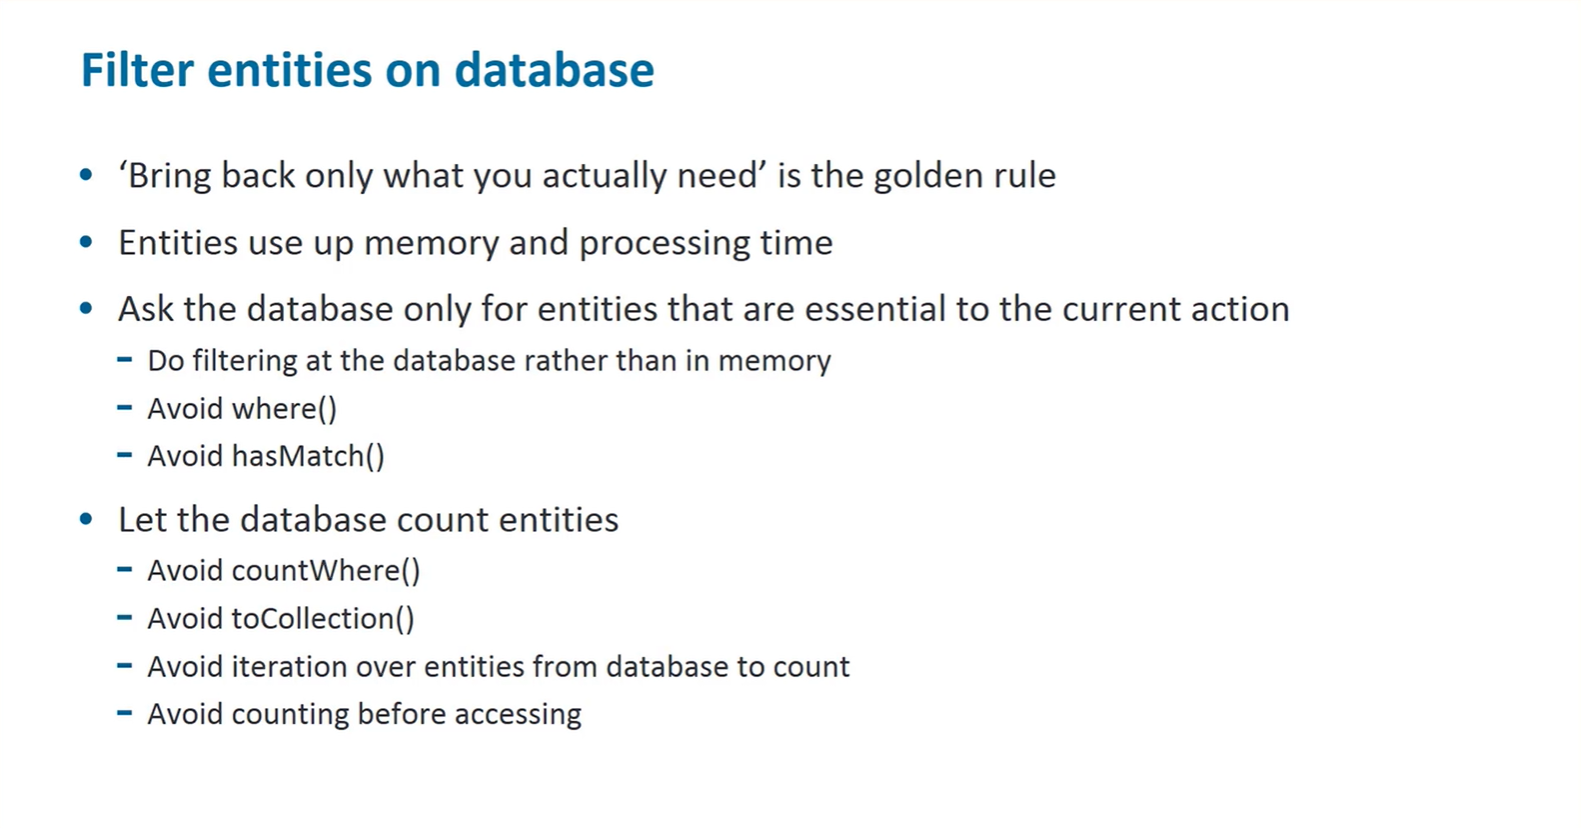 Filter entities on database
• ‘Bring back only what you actually need’ is the golden rule
• Entities use up memory and processing time
• Ask the database only for entities that are essential to the current action
– Do filtering at the database rather than in memory
– Avoid where()
– Avoid hasMatch()
• Let the database count entities
– Avoid countWhere()
– Avoid toCollection()
– Avoid iteration over entities from database to count
– Avoid counting before accessing